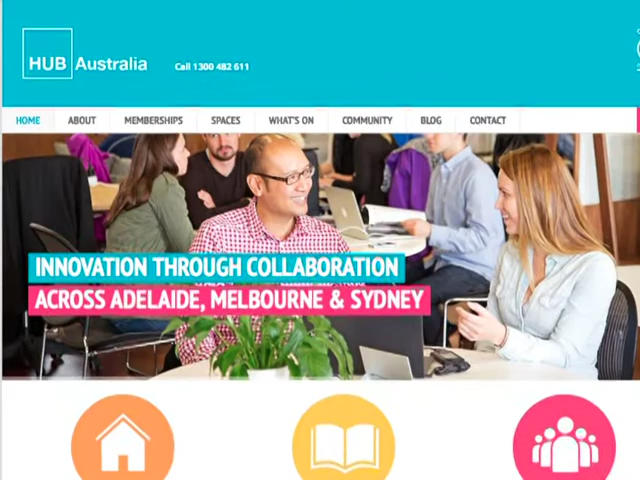 HUB Australia
Call 1300 482 611
HOME ABOUT MEMBERSHIPS SPACES WHAT'S ON COMMUNITY BLOG CONTACT
INNOVATION THROUGH COLLABORATION
ACROSS ADELAIDE, MELBOURNE & SYDNEY